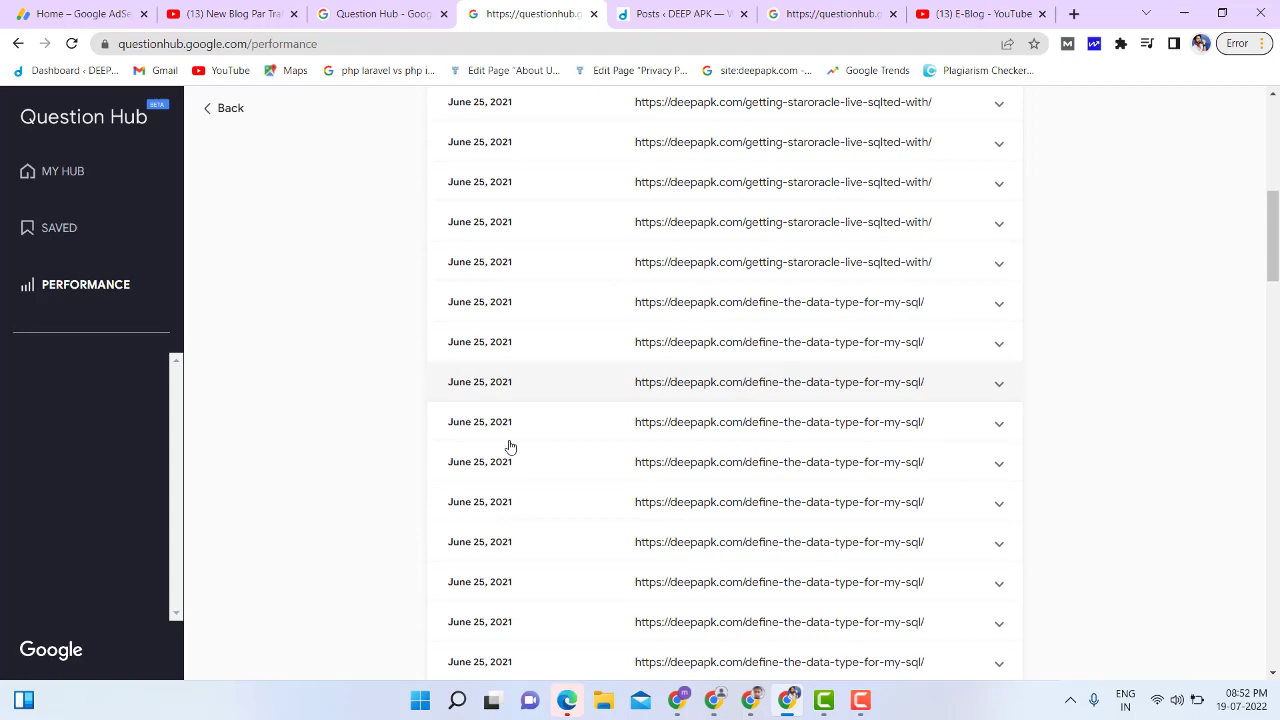 Home - Google AdSe
(13) New Blog Par Tra
Question Hub - Goog
https://questionhub.g
Posts ‹ DEEP APK — V
https://questionhub.
(13) E-Blog - YouTube
questionhub.google.com/performance
Error
Dashboard ‹ DEEP...
Gmail
YouTube
Maps
php laravel vs php i...
Edit Page "About U...
Edit Page "Privacy P...
site:deepapk.com -...
Google Trends
Plagiarism Checker...
Question Hub BETA
MY HUB
SAVED
PERFORMANCE
Google
Back
June 25, 2021 https://deepapk.com/getting-staroracle-live-sqlted-with/
June 25, 2021 https://deepapk.com/getting-staroracle-live-sqlted-with/
June 25, 2021 https://deepapk.com/getting-staroracle-live-sqlted-with/
June 25, 2021 https://deepapk.com/getting-staroracle-live-sqlted-with/
June 25, 2021 https://deepapk.com/getting-staroracle-live-sqlted-with/
June 25, 2021 https://deepapk.com/define-the-data-type-for-my-sql/
June 25, 2021 https://deepapk.com/define-the-data-type-for-my-sql/
June 25, 2021 https://deepapk.com/define-the-data-type-for-my-sql/
June 25, 2021 https://deepapk.com/define-the-data-type-for-my-sql/
June 25, 2021 https://deepapk.com/define-the-data-type-for-my-sql/
June 25, 2021 https://deepapk.com/define-the-data-type-for-my-sql/
June 25, 2021 https://deepapk.com/define-the-data-type-for-my-sql/
June 25, 2021 https://deepapk.com/define-the-data-type-for-my-sql/
June 25, 2021 https://deepapk.com/define-the-data-type-for-my-sql/
June 25, 2021 https://deepapk.com/define-the-data-type-for-my-sql/
ENG
IN
08:52 PM
19-07-2022